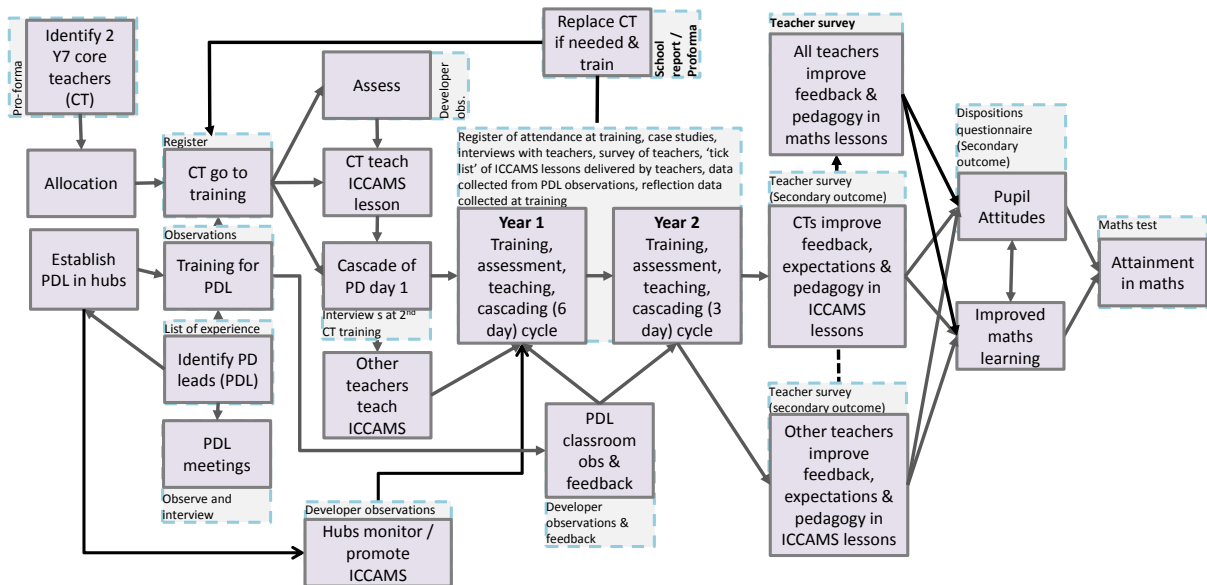 Pro-forma
Identify 2
Y7 core
teachers
(CT)
Allocation
Establish
PDL in hubs
Register
CT go to
training
Observations
Training for
PDL
List of experience
Identify PD
leads (PDL)
PDL
meetings
Observe and
interview
Assess
Developer
obs.
CT teach
ICCAMS
lesson
Cascade of
PD day 1
Interview s at 2nd
CT training
Other
teachers
teach
ICCAMS
Developer observations
Hubs monitor /
promote
ICCAMS
Replace CT
if needed &
train
School
report /
Proforma
Register of attendance at training, case studies,
interviews with teachers, survey of teachers, 'tick
list' of ICCAMS lessons delivered by teachers, data
collected from PDL observations, reflection data
collected at training
Year 1
Training,
assessment,
teaching,
cascading (6
day) cycle
Year 2
Training,
assessment,
teaching,
cascading (3
day) cycle
PDL
classroom
obs &
feedback
Developer
observations &
feedback
Teacher survey
All teachers
improve
feedback &
pedagogy in
maths lessons
Teacher survey
(Secondary outcome)
CTs improve
feedback,
expectations &
pedagogy in
ICCAMS
lessons
Teacher survey
(secondary outcome)
Other teachers
improve
feedback,
expectations &
pedagogy in
ICCAMS lessons
Dispositions
questionnaire
(Secondary
outcome)
Pupil
Attitudes
Improved
maths
learning
Maths test
Attainment
in maths